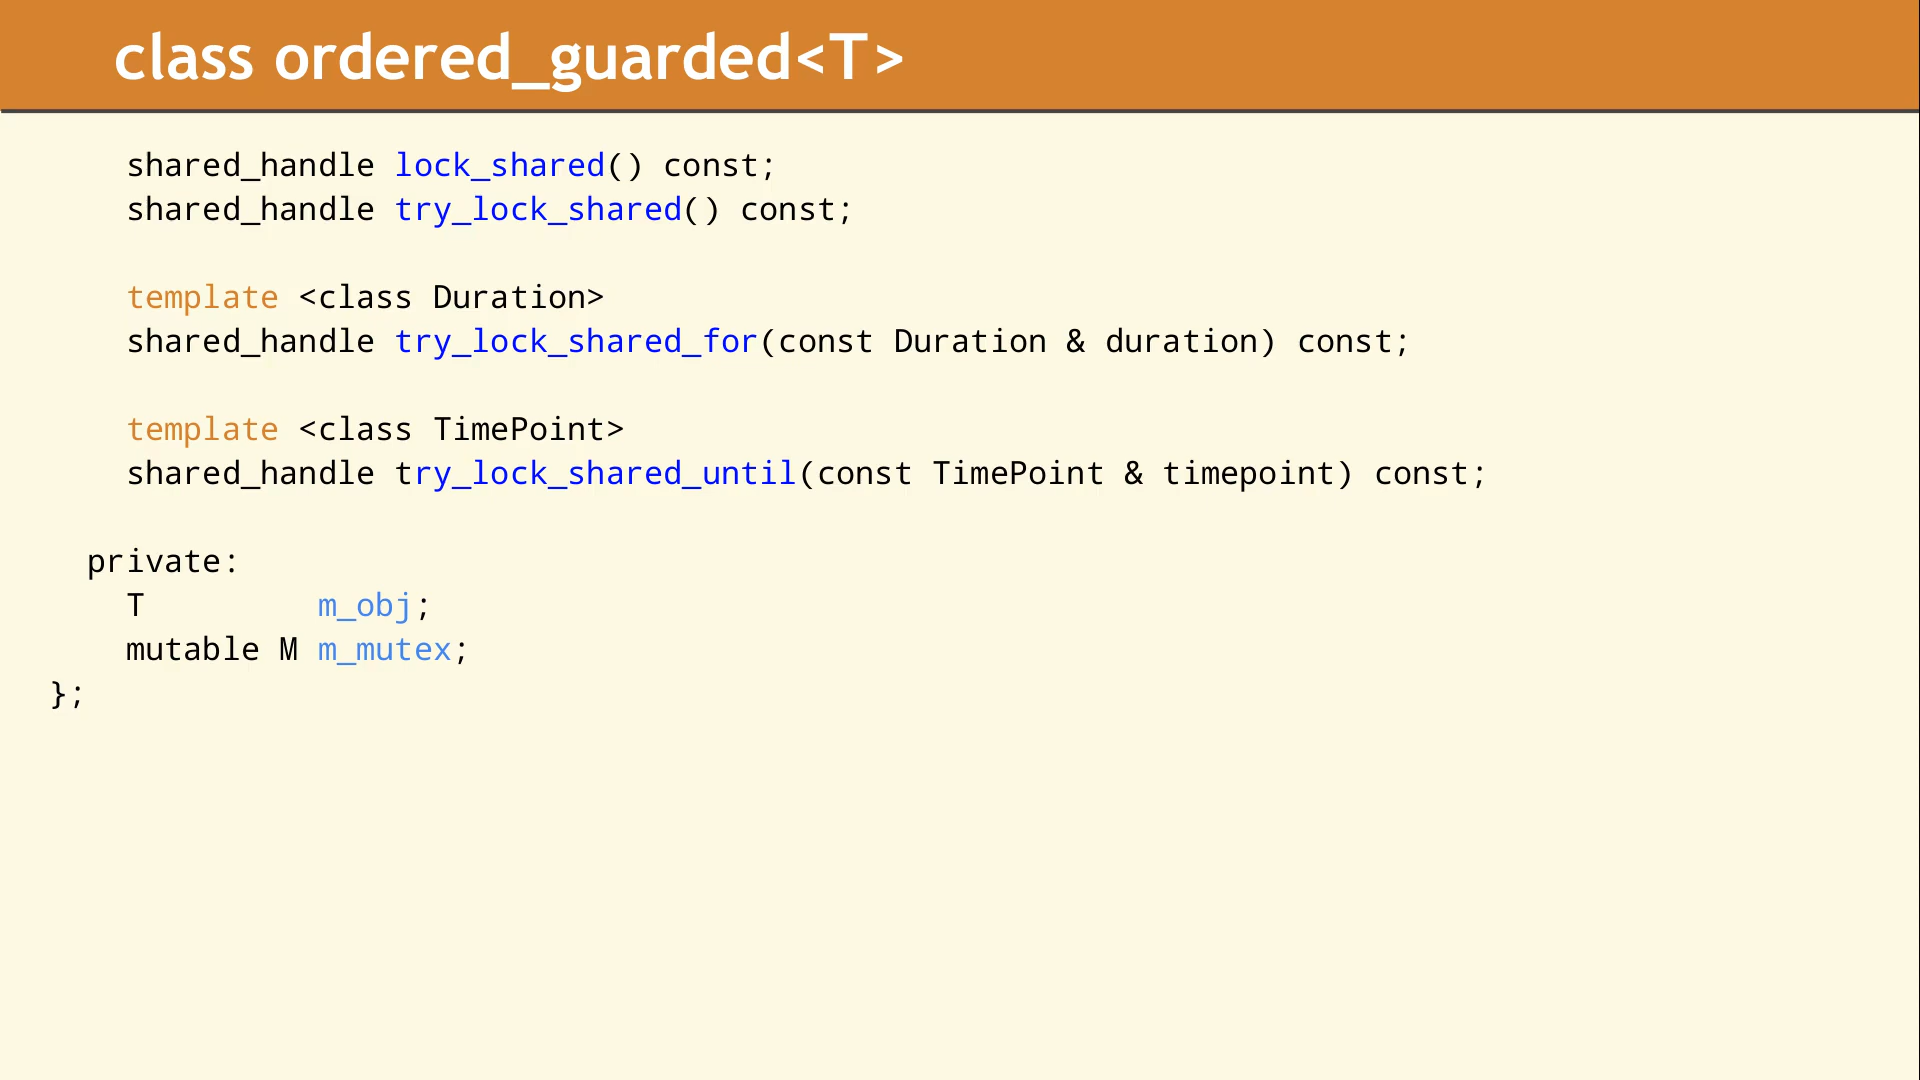 class ordered_guarded<T>
shared_handle lock_shared() const;
shared_handle try_lock_shared() const;
template <class Duration>
shared_handle try_lock_shared_for(const Duration & duration) const;
template <class TimePoint>
shared_handle try_lock_shared_until(const TimePoint & timepoint) const;
private:
T m_obj;
mutable M m_mutex;
};